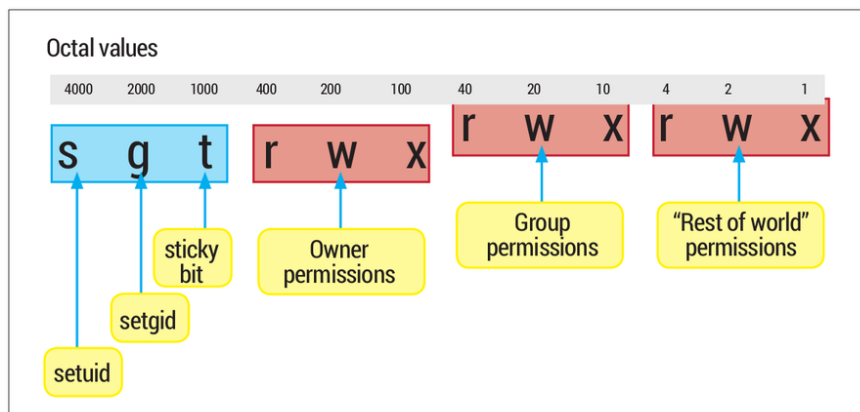 Octal values
4000 2000 1000 400 200 100 40 20 10 4 2 1
s g t r w x r w x r w x
sticky
bit
Owner
permissions
Group
permissions
“Rest of world”
permissions
setgid
setuid